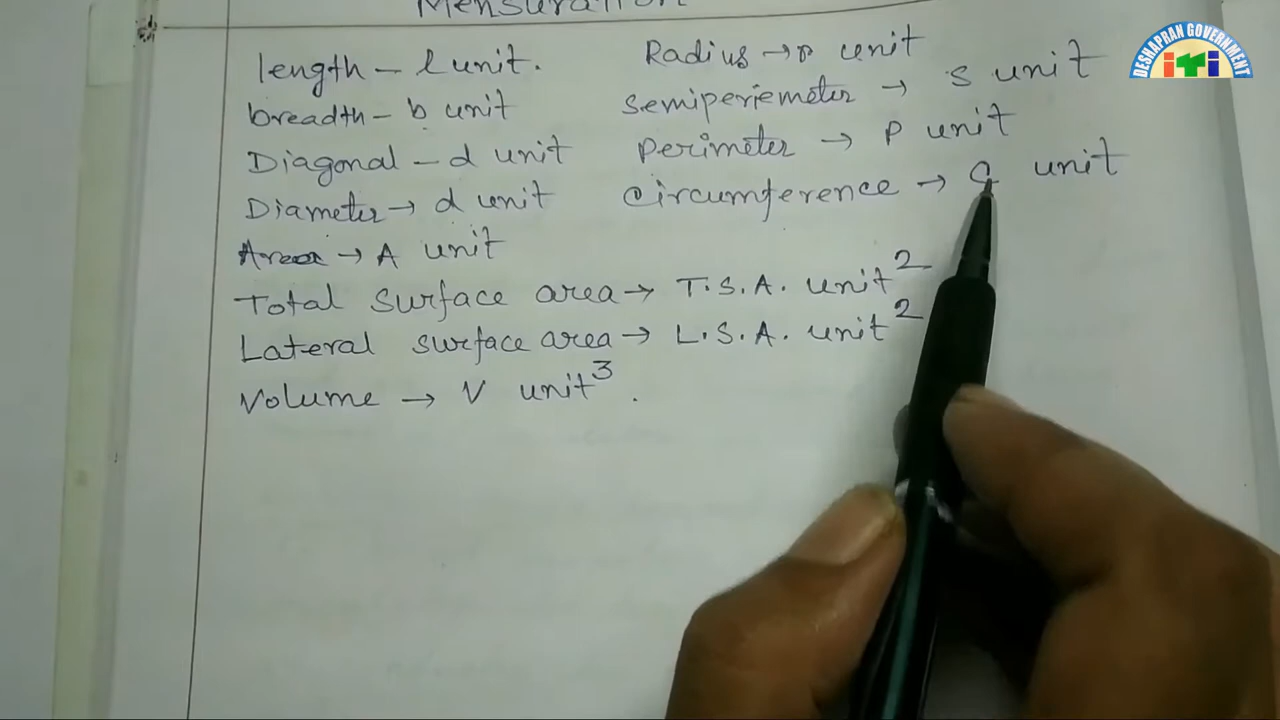 Mensuration
length - l unit.
breadth - b unit
Diagonal - d unit
Diameter → d unit
Area → A unit
Total surface area → T.S.A. unit²
Lateral surface area → L.S.A. unit²
Volume → V unit³.
Radius → r unit
semiperiemeter → s unit
perimeter → P unit
Circumference → C unit
DESHAPRAN GOVERNMENT
iTi